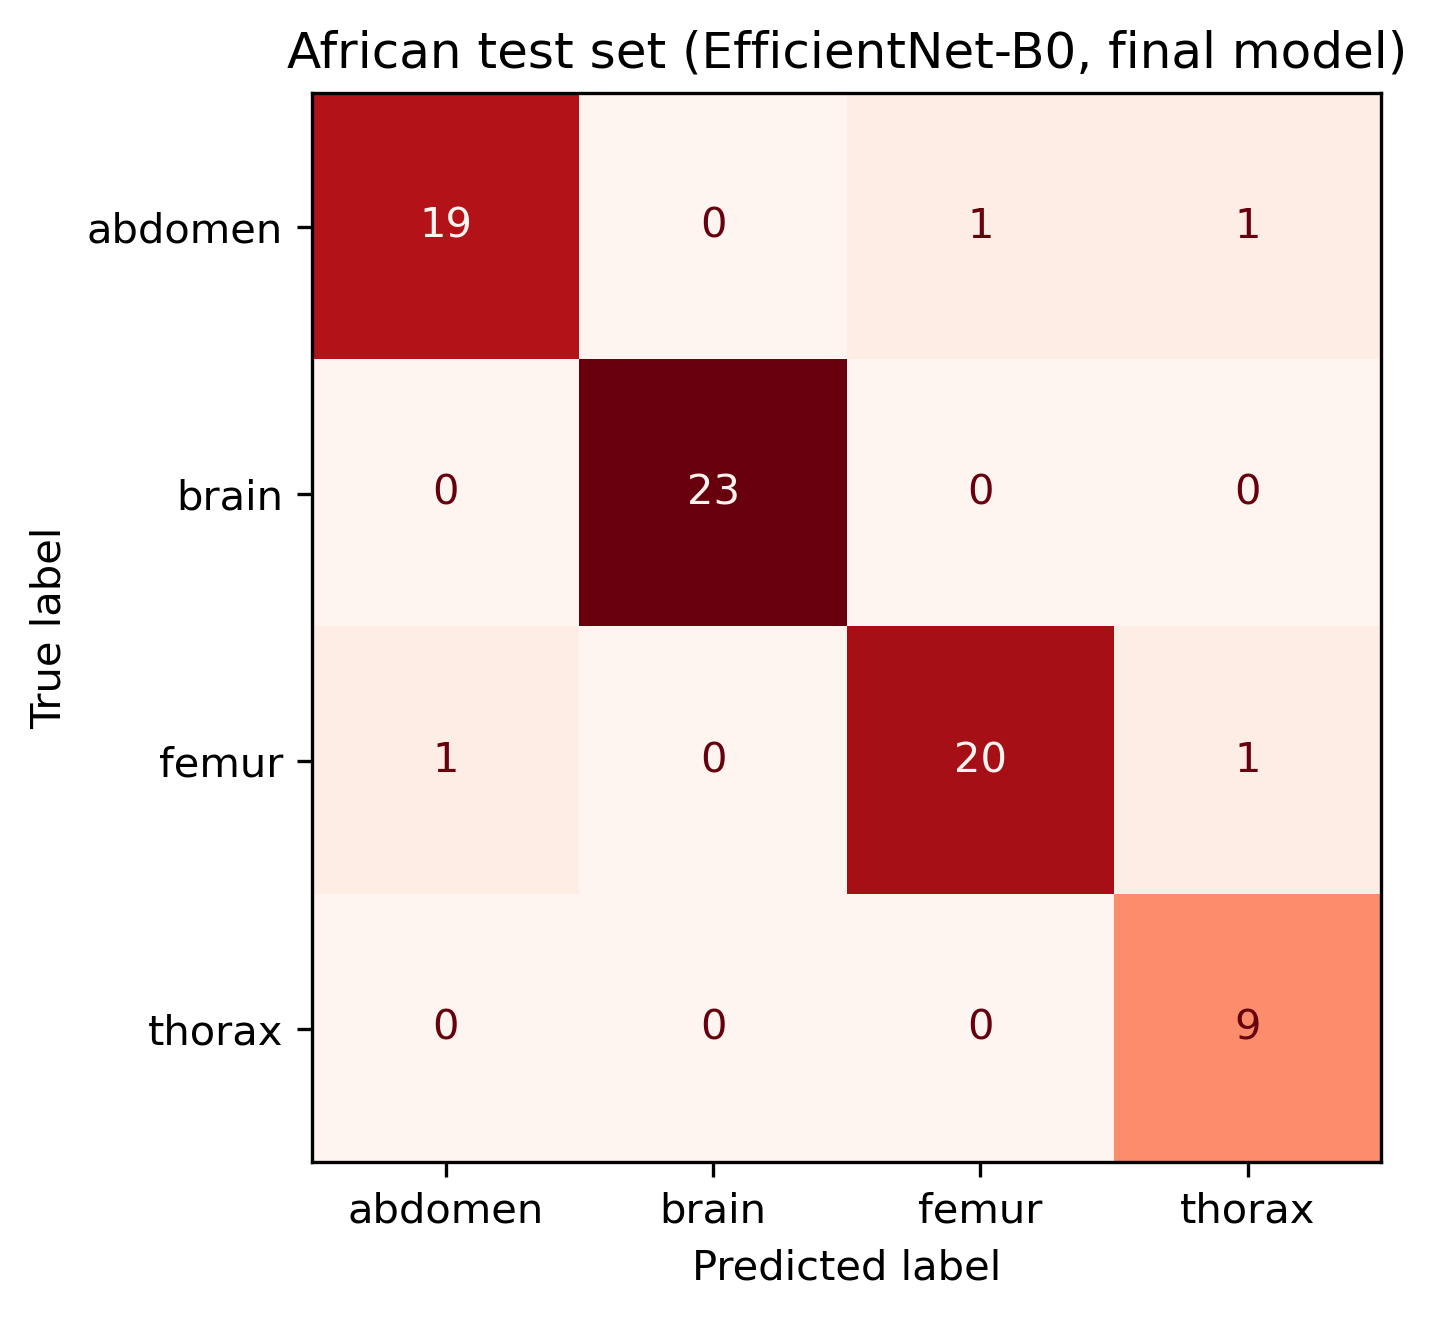 African test set (EfficientNet-B0, final model)
abdomen 19 0 1 1
brain 0 23 0 0
femur 1 0 20 1
thorax 0 0 0 9
abdomen brain femur thorax
Predicted label
True label